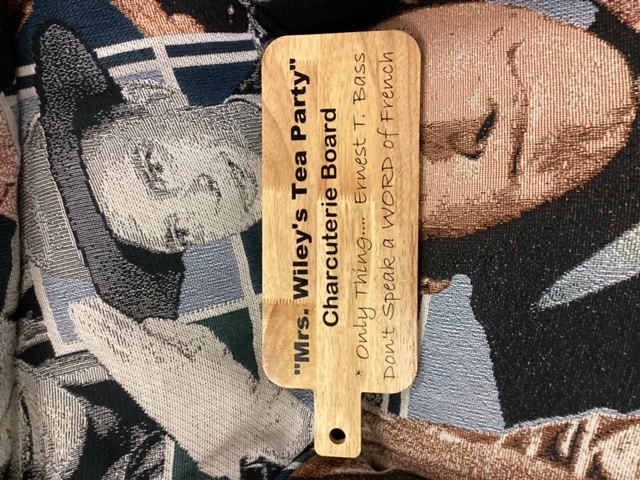 "Mrs. Wiley's Tea Party"
Charcuterie Board
* Only Thing.... Ernest T. Bass
Don't Speak a WORD of French